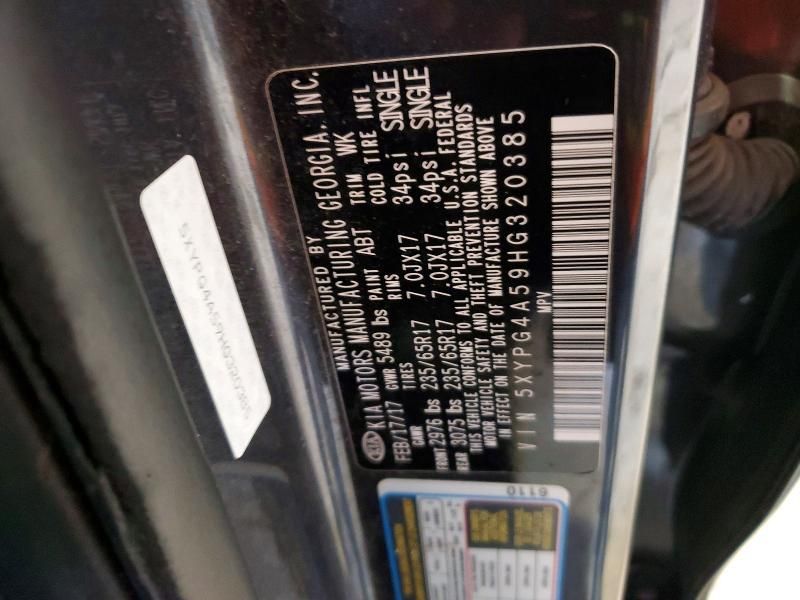 MANUFACTURED BY
KIA KIA MOTORS MANUFACTURING GEORGIA, INC.
FEB/17/17 GVWR 5489 lbs PAINT ABT TRIM WK
GAWR TIRES RIMS COLD TIRE INFL
FRONT 2976 lbs 235/65R17 7.0JX17 34psi SINGLE
REAR 3075 lbs 235/65R17 7.0JX17 34psi SINGLE
THIS VEHICLE CONFORMS TO ALL APPLICABLE U.S.A. FEDERAL
MOTOR VEHICLE SAFETY AND THEFT PREVENTION STANDARDS
IN EFFECT ON THE DATE OF MANUFACTURE SHOWN ABOVE
VIN 5XYPG4A59HG320385
MPV
5XYPG4A59HG320385
6110